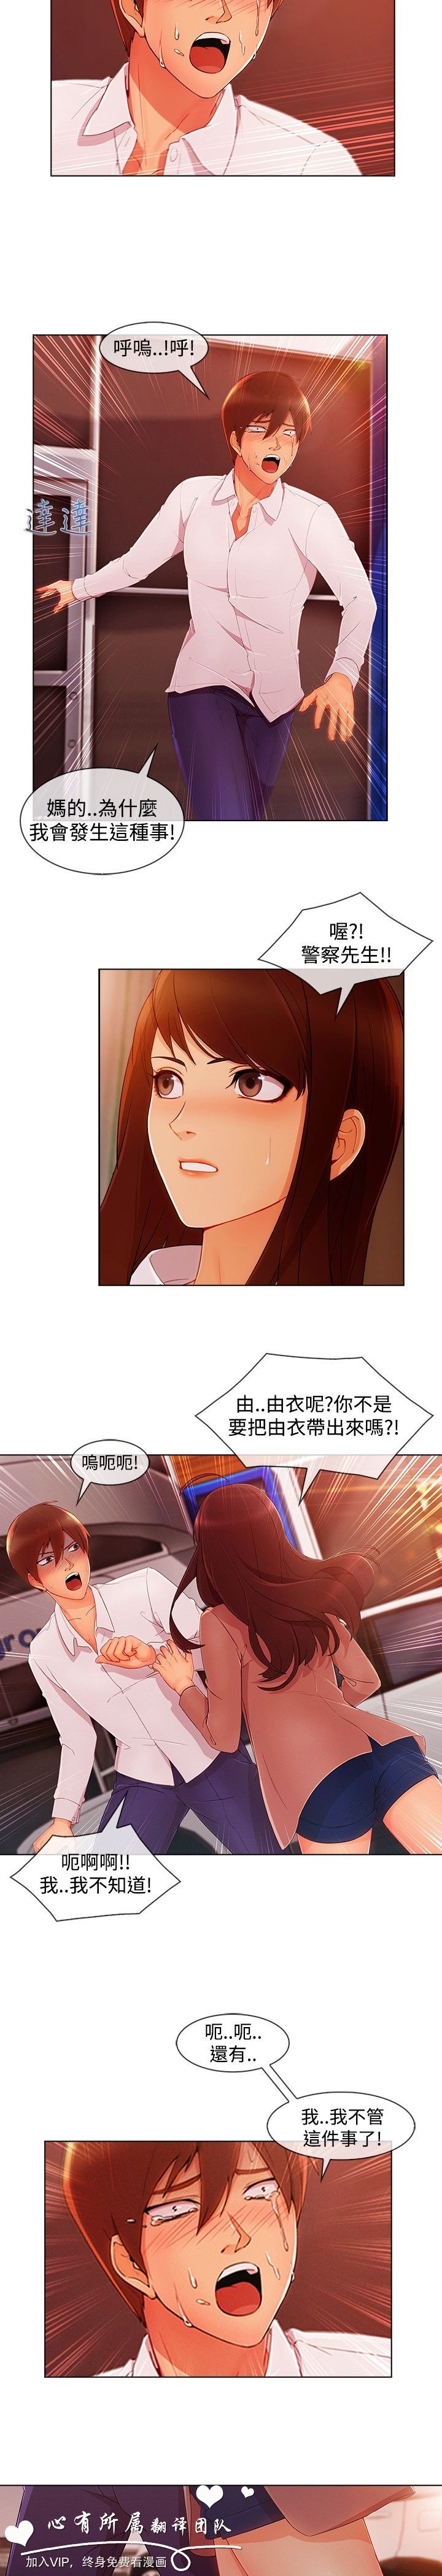 呼嗚..!呼!
達達
媽的..為什麼
我會發生這種事!
喔?!
警察先生!!
由..由衣呢?你不是
要把由衣帶出來嗎?!
嗚呃呃!
呃啊啊!!
我..我不知道!
呃..呃..
還有..
我..我不管
這件事了!
心有所属翻译团队
加入VIP，终身免费看漫画